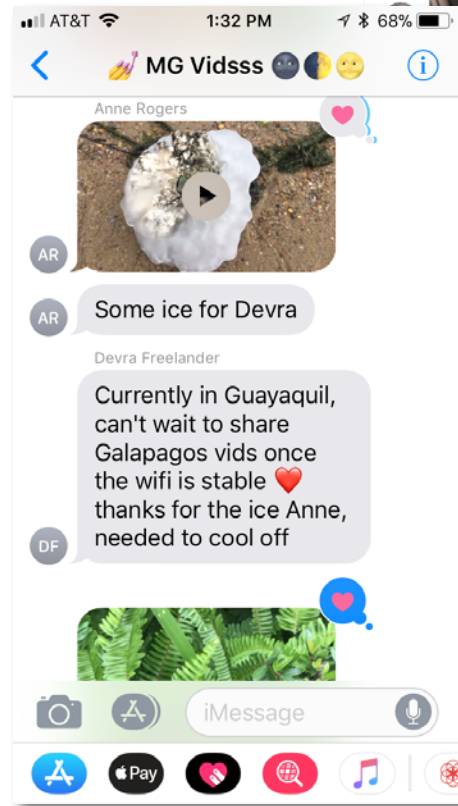 AT&T 1:32 PM 68%
💅 MG Vidsss 🌚🌓🌝
Anne Rogers
AR
AR Some ice for Devra
Devra Freelander
Currently in Guayaquil,
can't wait to share
Galapagos vids once
the wifi is stable ❤️
thanks for the ice Anne,
needed to cool off
DF
iMessage
Pay